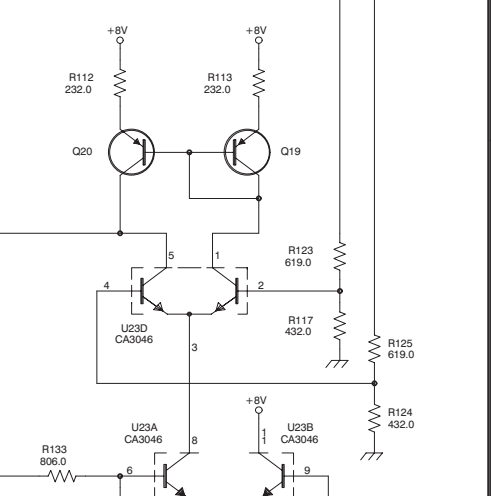 +8V
+8V
R112
232.0
R113
232.0
Q20
Q19
5
1
R123
619.0
4
2
U23D
CA3046
R117
432.0
3
R125
619.0
+8V
R124
432.0
U23A
CA3046
1
1
U23B
CA3046
8
R133
806.0
6
9